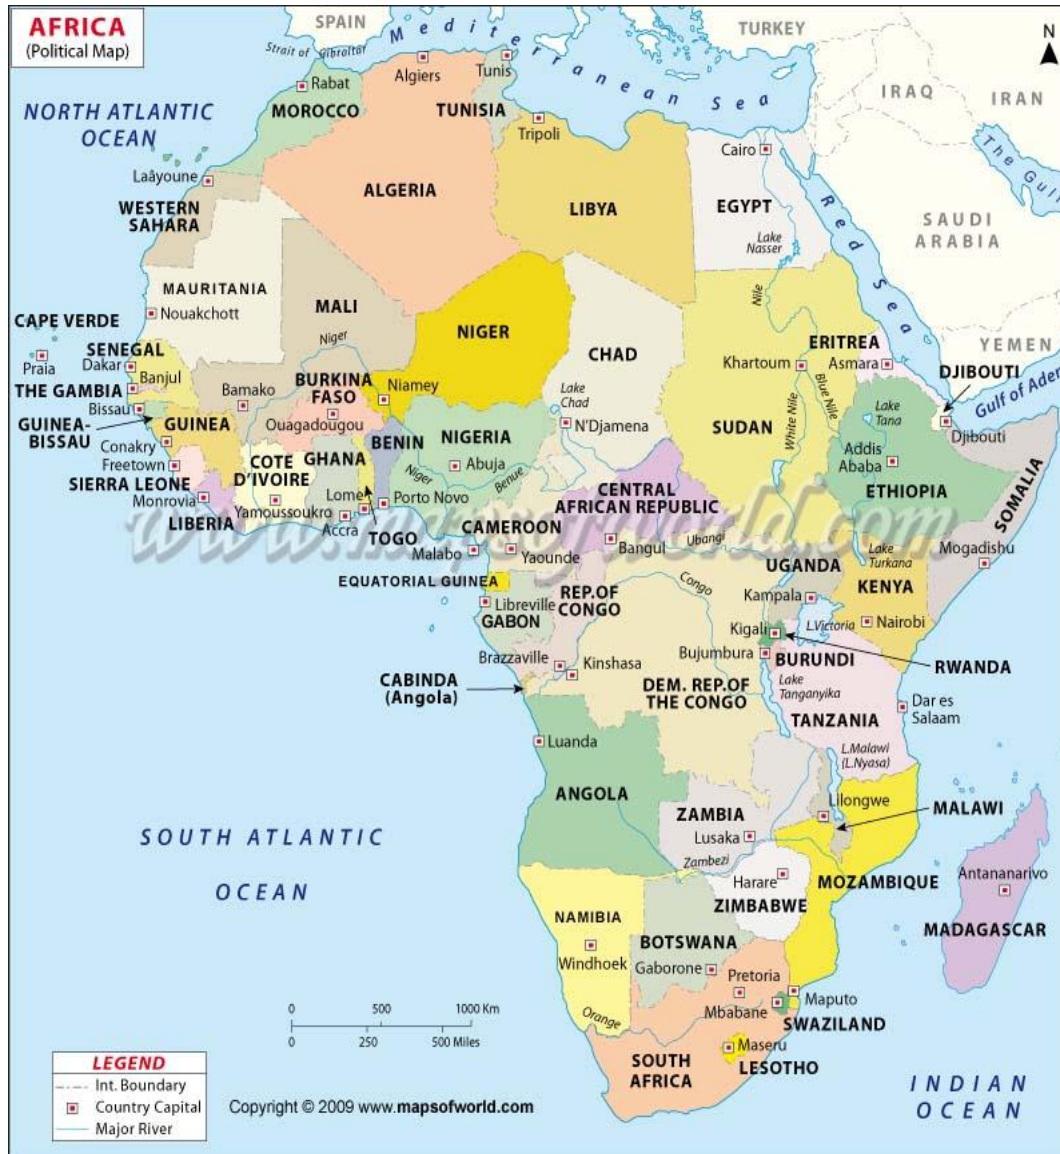 AFRICA
(Political Map)
SPAIN
TURKEY
N
Strait of Gibraltar
Mediterranean Sea
IRAQ
IRAN
Algiers
Tunis
Rabat
MOROCCO
TUNISIA
NORTH ATLANTIC
OCEAN
Tripoli
Cairo
The Gulf
Laâyoune
ALGERIA
WESTERN
SAHARA
LIBYA
EGYPT
Red Sea
SAUDI
ARABIA
Lake
Nasser
MAURITANIA
Nouakchott
MALI
Nile
CAPE VERDE
Praia
Niger
NIGER
CHAD
ERITREA
YEMEN
SENEGAL
Dakar
Khartoum
Asmara
DJIBOUTI
Banjul
THE GAMBIA
BURKINA
FASO
Niamey
Lake
Chad
Gulf of Aden
Bissau
Bamako
GUINEA-
BISSAU
GUINEA
Ouagadougou
BENIN
NIGERIA
N'Djamena
SUDAN
White Nile
Blue Nile
Lake
Tana
Djibouti
Conakry
Freetown
SIERRA LEONE
COTE
D'IVOIRE
GHANA
Abuja
Niger
Benue
Addis
Ababa
ETHIOPIA
SOMALIA
Monrovia
LIBERIA
Yamoussoukro
Lome
Accra
Porto Novo
TOGO
CENTRAL
AFRICAN REPUBLIC
www.mapsofworld.com
CAMEROON
Malabo
Yaounde
Bangul
Ubangi
Lake
Turkana
Mogadishu
UGANDA
EQUATORIAL GUINEA
Congo
Kampala
KENYA
Libreville
GABON
REP.OF
CONGO
L.Victoria
Nairobi
Kigali
Brazzaville
Kinshasa
Bujumbura
BURUNDI
RWANDA
CABINDA
(Angola)
DEM. REP.OF
THE CONGO
Lake
Tanganyika
TANZANIA
Dar es
Salaam
Luanda
L.Malawi
(L.Nyasa)
ANGOLA
ZAMBIA
Lusaka
Lilongwe
MALAWI
SOUTH ATLANTIC
OCEAN
Zambezi
Harare
ZIMBABWE
MOZAMBIQUE
Antananarivo
MADAGASCAR
NAMIBIA
Windhoek
BOTSWANA
Gaborone
Pretoria
Mbabane
Maputo
SWAZILAND
Orange
Maseru
LESOTHO
SOUTH
AFRICA
0 500 1000 Km
0 250 500 Miles
INDIAN
OCEAN
LEGEND
Int. Boundary
Country Capital
Major River
Copyright © 2009 www.mapsofworld.com